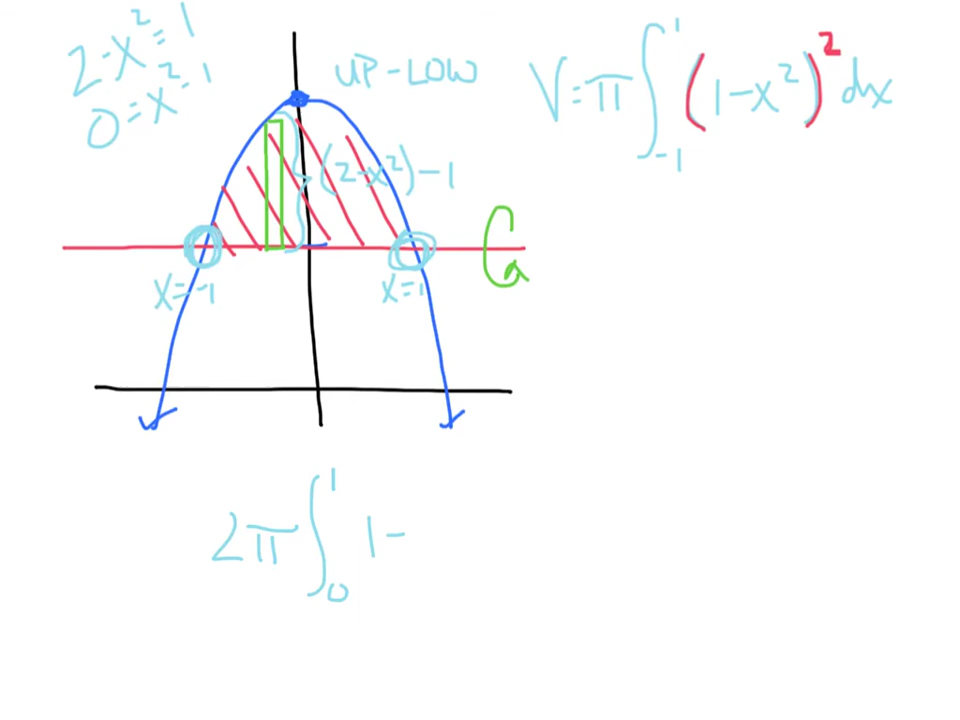 2-x²=1
0=x²-1
UP-LOW
V=π∫₋₁¹(1-x²)²dx
(2-x²)-1
x=-1
x=1
2π∫₀¹ 1-